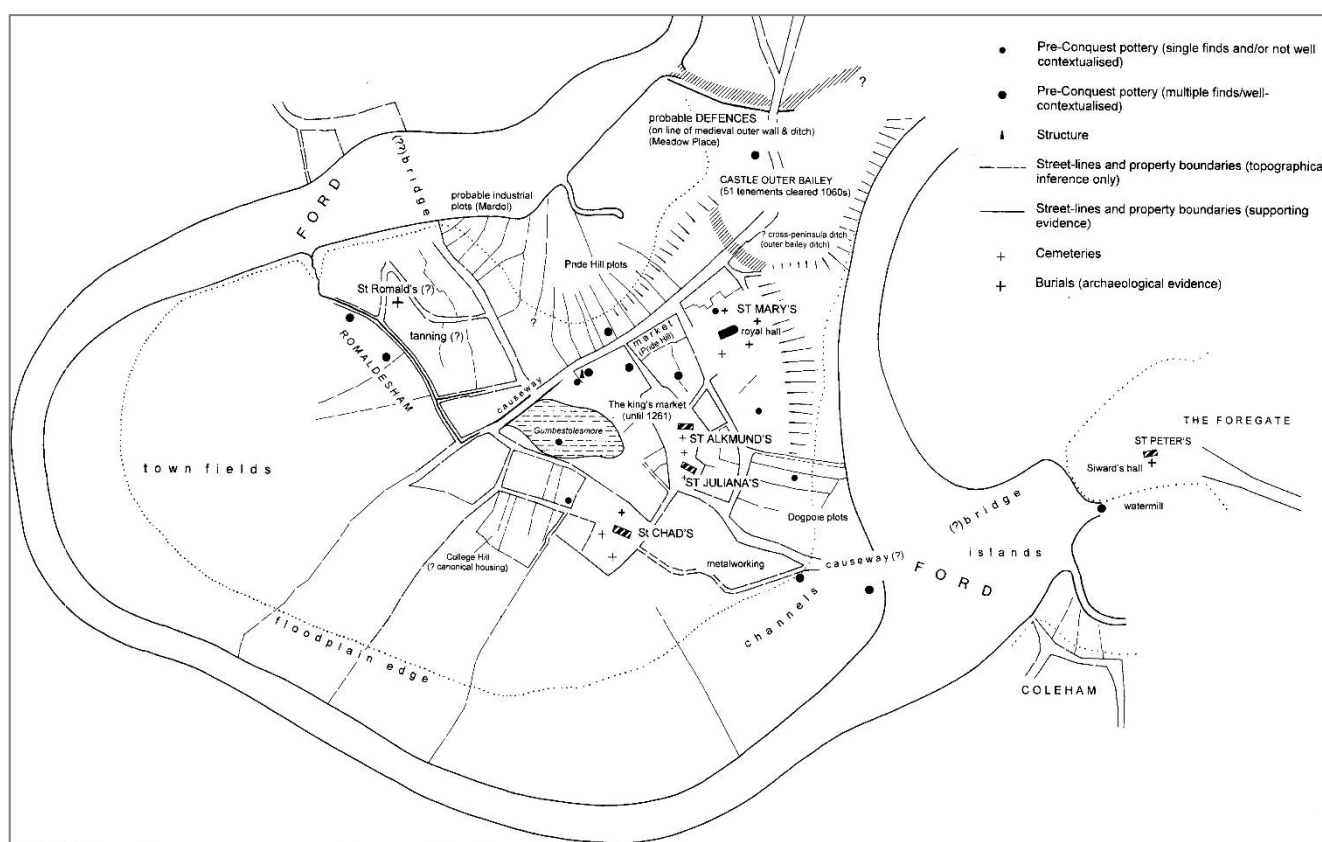 Pre-Conquest pottery (single finds and/or not well
contextualised)
Pre-Conquest pottery (multiple finds/well-
contextualised)
Structure
Street-lines and property boundaries (topographical
inference only)
Street-lines and property boundaries (supporting
evidence)
Cemeteries
Burials (archaeological evidence)
?
probable DEFENCES
(on line of medieval outer wall & ditch)
(Meadow Place)
CASTLE OUTER BAILEY
(51 tenements cleared 1060s)
(??)bridge
FORD
probable industrial
plots (Mardol)
? cross-peninsula ditch
(outer bailey ditch)
Pride Hill plots
St Romald's (?)
tanning (?)
ROMALDESHAM
?
ST MARY'S
royal hall
market
(Pride Hill)
causeway
The king's market
(until 1261)
Gumbestolesmore
ST ALKMUND'S
ST JULIANA'S
town fields
THE FOREGATE
ST PETER'S
Siward's hall
watermill
Dogpole plots
(?)bridge
islands
St CHAD'S
College Hill
(? canonical housing)
metalworking
causeway(?)
FORD
channels
floodplain edge
COLEHAM